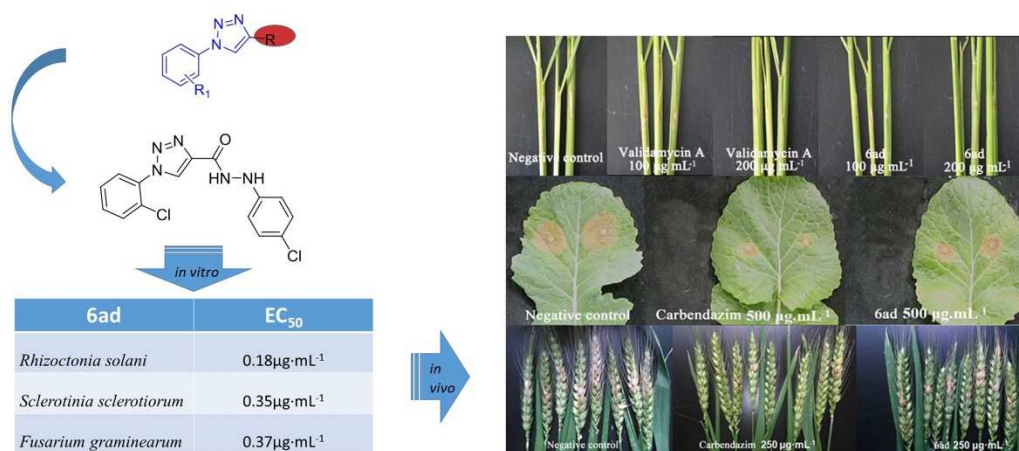 N=N
N
R
R₁
N=N
O
N
HN-NH
Cl
Cl
in vitro
6ad EC₅₀
Rhizoctonia solani 0.18µg·mL⁻¹
Sclerotinia sclerotiorum 0.35µg·mL⁻¹
Fusarium graminearum 0.37µg·mL⁻¹
in
vivo
Negative control
Validamycin A
100 µg mL⁻¹
Validamycin A
200 µg mL⁻¹
6ad
100 µg mL⁻¹
6ad
200 µg mL⁻¹
Negative control
Carbendazim 500 µg.mL⁻¹
6ad 500 µg.mL⁻¹
Negative control
Carbendazim 250 µg·mL⁻¹
6ad 250 µg·mL⁻¹